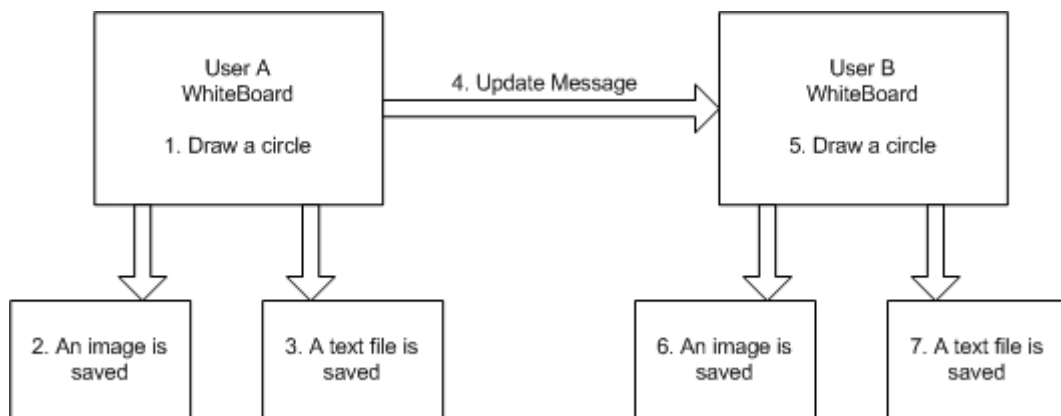 User A
WhiteBoard
1. Draw a circle
4. Update Message
User B
WhiteBoard
5. Draw a circle
2. An image is
saved
3. A text file is
saved
6. An image is
saved
7. A text file is
saved